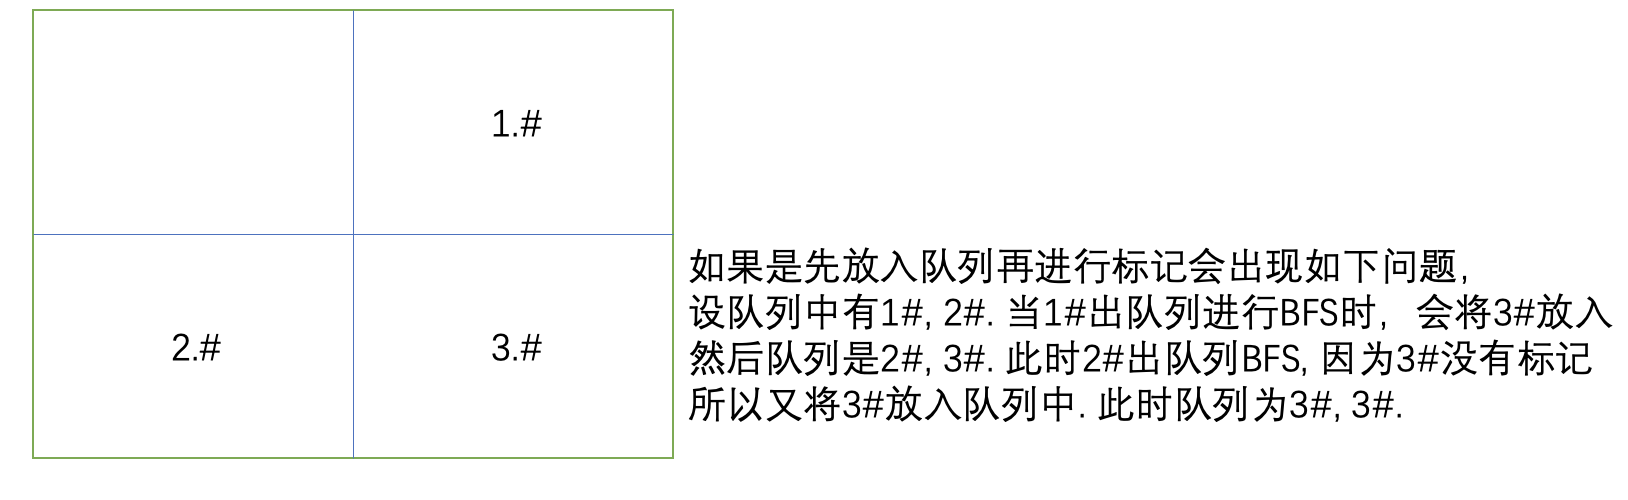 1.#
2.#
3.#
如果是先放入队列再进行标记会出现如下问题,
设队列中有1#, 2#. 当1#出队列进行BFS时, 会将3#放入
然后队列是2#, 3#. 此时2#出队列BFS, 因为3#没有标记
所以又将3#放入队列中. 此时队列为3#, 3#.